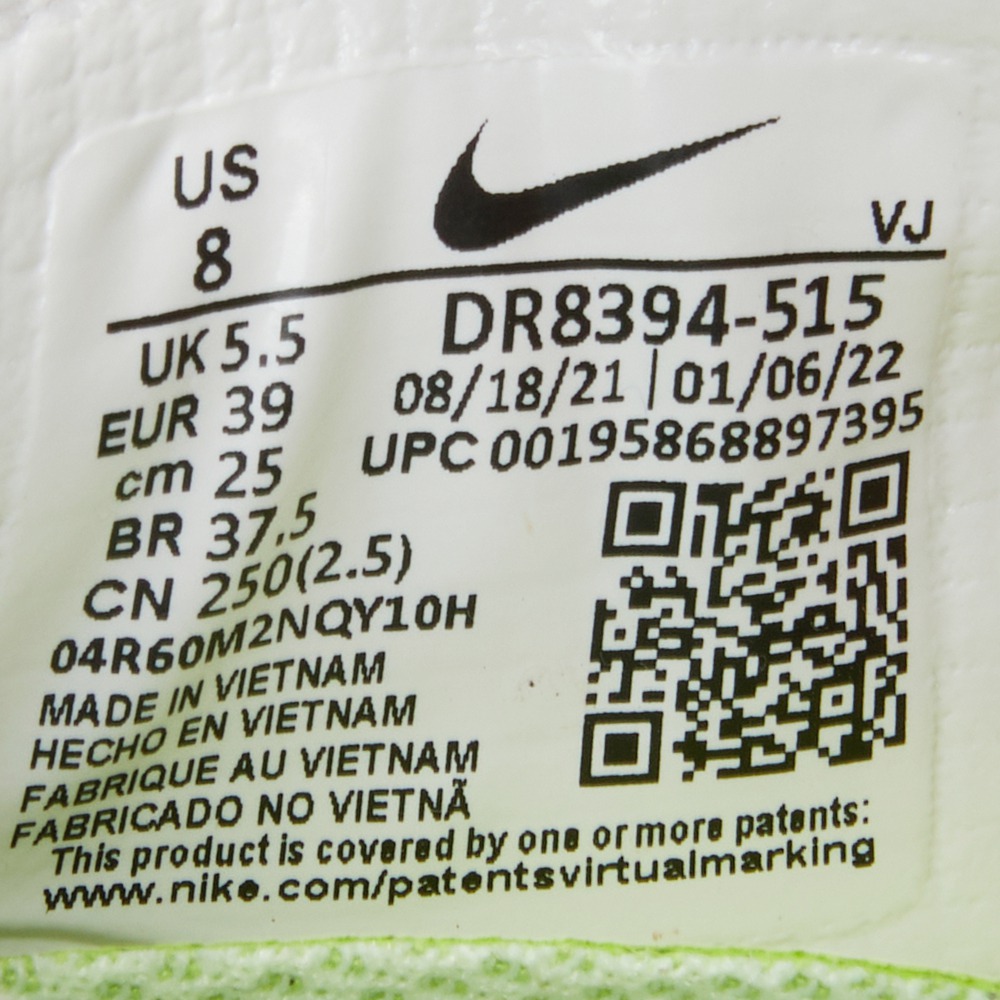 US
8
VJ
UK 5.5
EUR 39
cm 25
BR 37.5
CN 250(2.5)
DR8394-515
08/18/21 | 01/06/22
UPC 00195868897395
04R60M2NQY10H
MADE IN VIETNAM
HECHO EN VIETNAM
FABRIQUE AU VIETNAM
FABRICADO NO VIETNÃ
This product is covered by one or more patents:
www.nike.com/patentsvirtualmarking